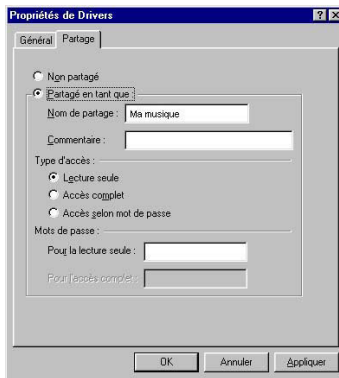 Propriétés de Drivers
Général Partage
Non partagé
Partagé en tant que :
Nom de partage : Ma musique
Commentaire :
Type d'accès :
Lecture seule
Accès complet
Accès selon mot de passe
Mots de passe :
Pour la lecture seule :
Pour l'accès complet :
OK Annuler Appliquer